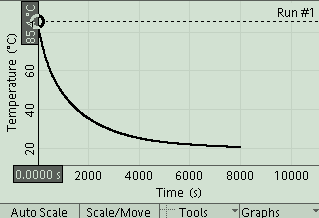 Run #1
85.4 °C
Temperature (°C)
60
40
20
0.0000 s
2000
4000
6000
8000
10000
Time (s)
Auto Scale
Scale/Move
Tools
Graphs